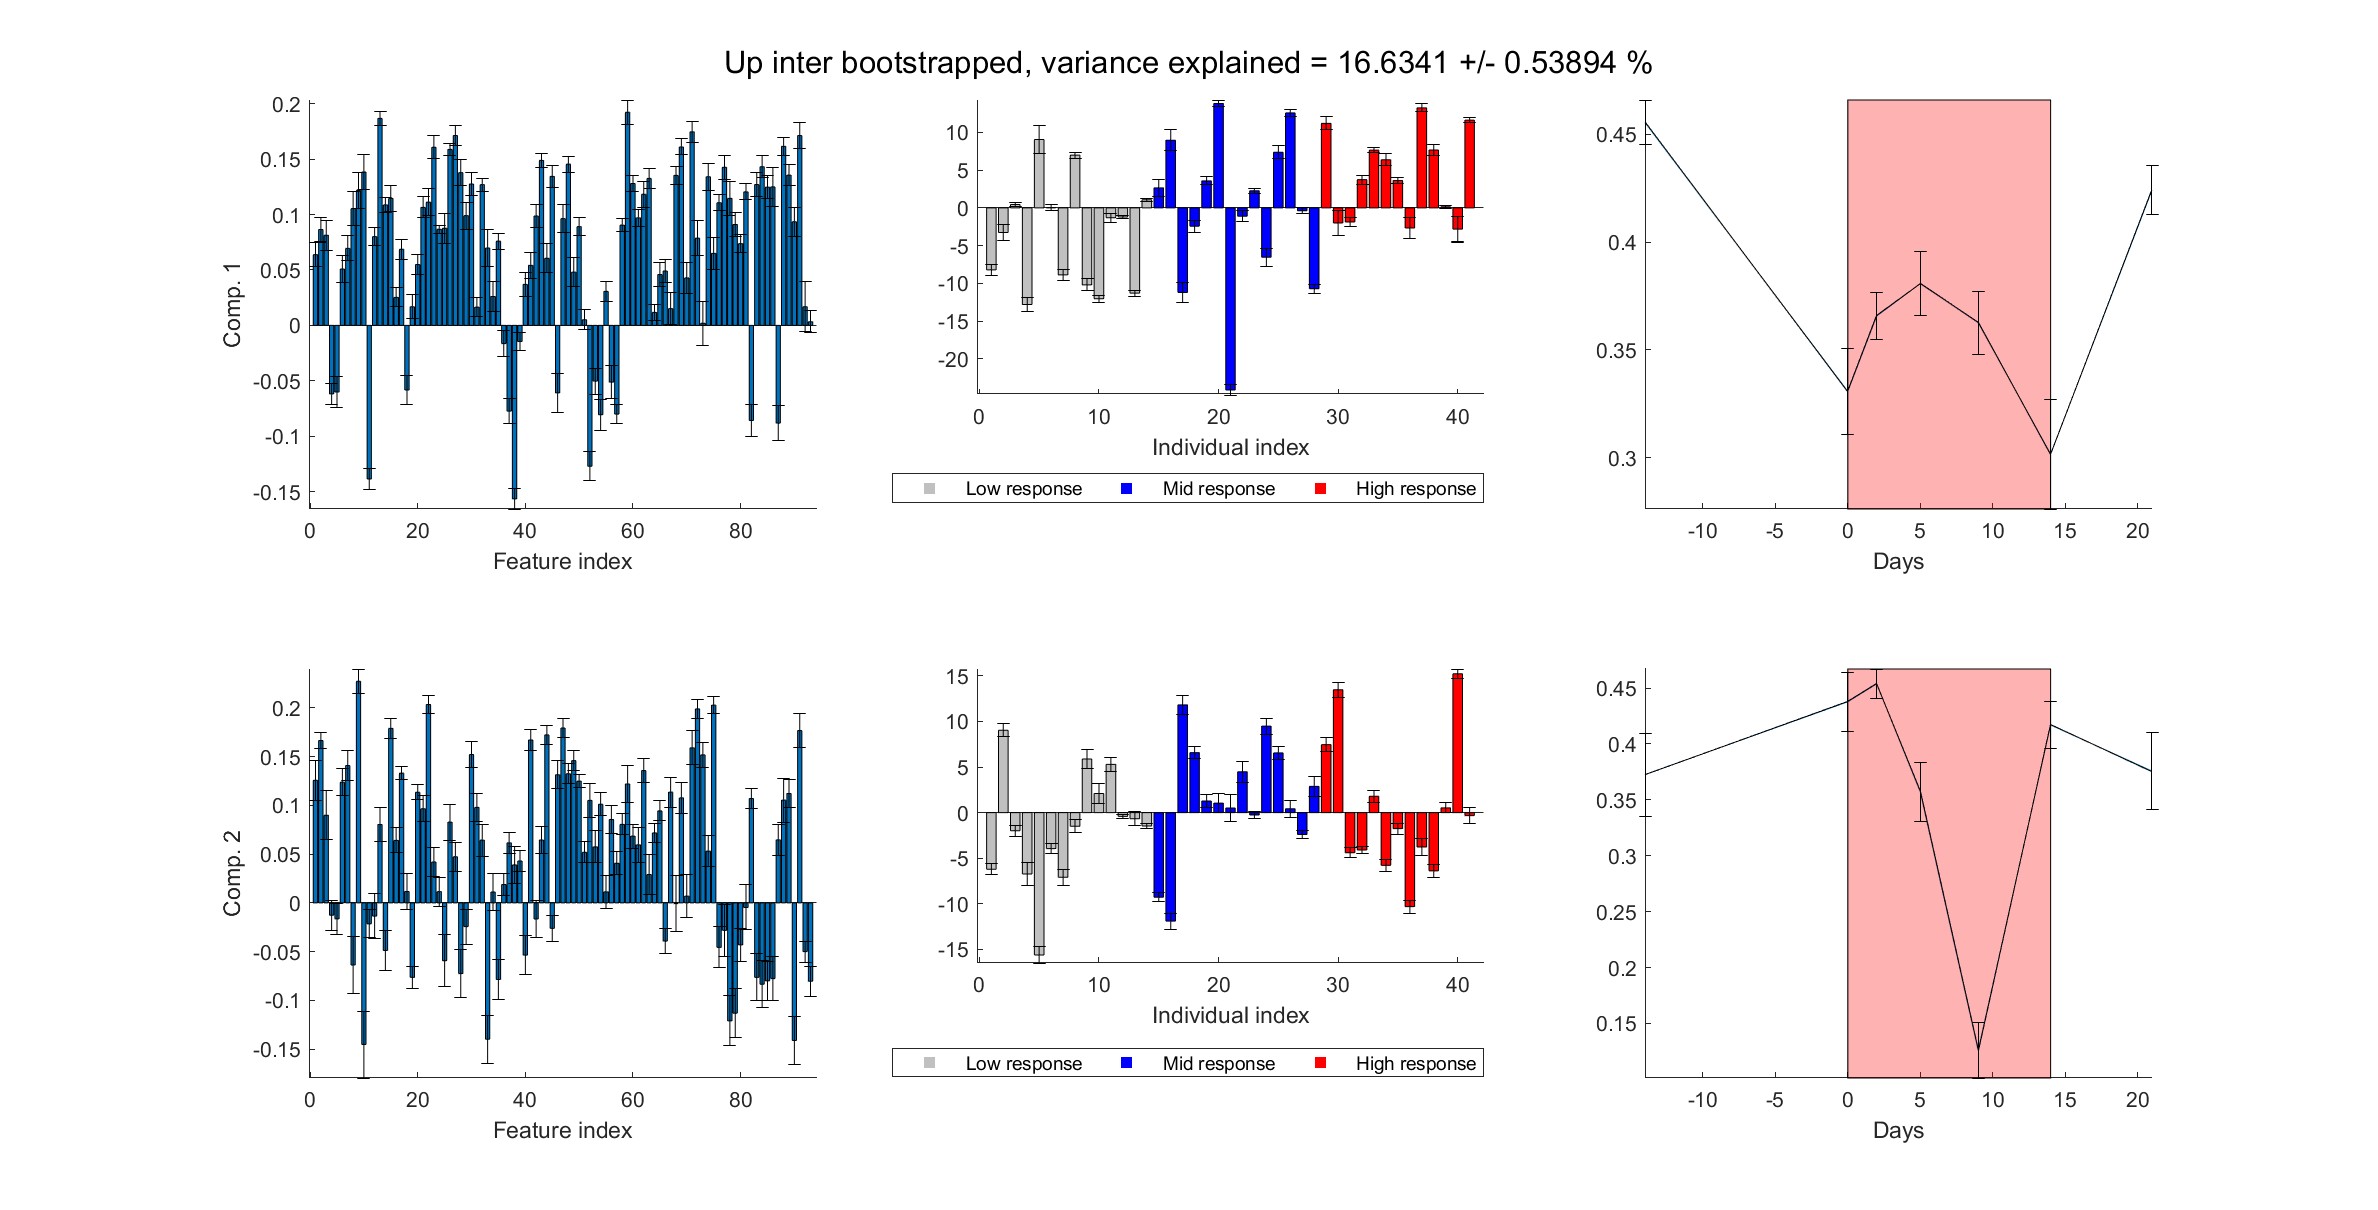 Up inter bootstrapped, variance explained = 16.6341 +/- 0.53894 %
Comp. 1
0.2
0.15
0.1
0.05
0
-0.05
-0.1
-0.15
0 20 40 60 80
Feature index
10
5
0
-5
-10
-15
-20
0 10 20 30 40
Individual index
Low response Mid response High response
0.45
0.4
0.35
0.3
-10 -5 0 5 10 15 20
Days
Comp. 2
0.2
0.15
0.1
0.05
0
-0.05
-0.1
-0.15
0 20 40 60 80
Feature index
15
10
5
0
-5
-10
-15
0 10 20 30 40
Individual index
Low response Mid response High response
0.45
0.4
0.35
0.3
0.25
0.2
0.15
-10 -5 0 5 10 15 20
Days